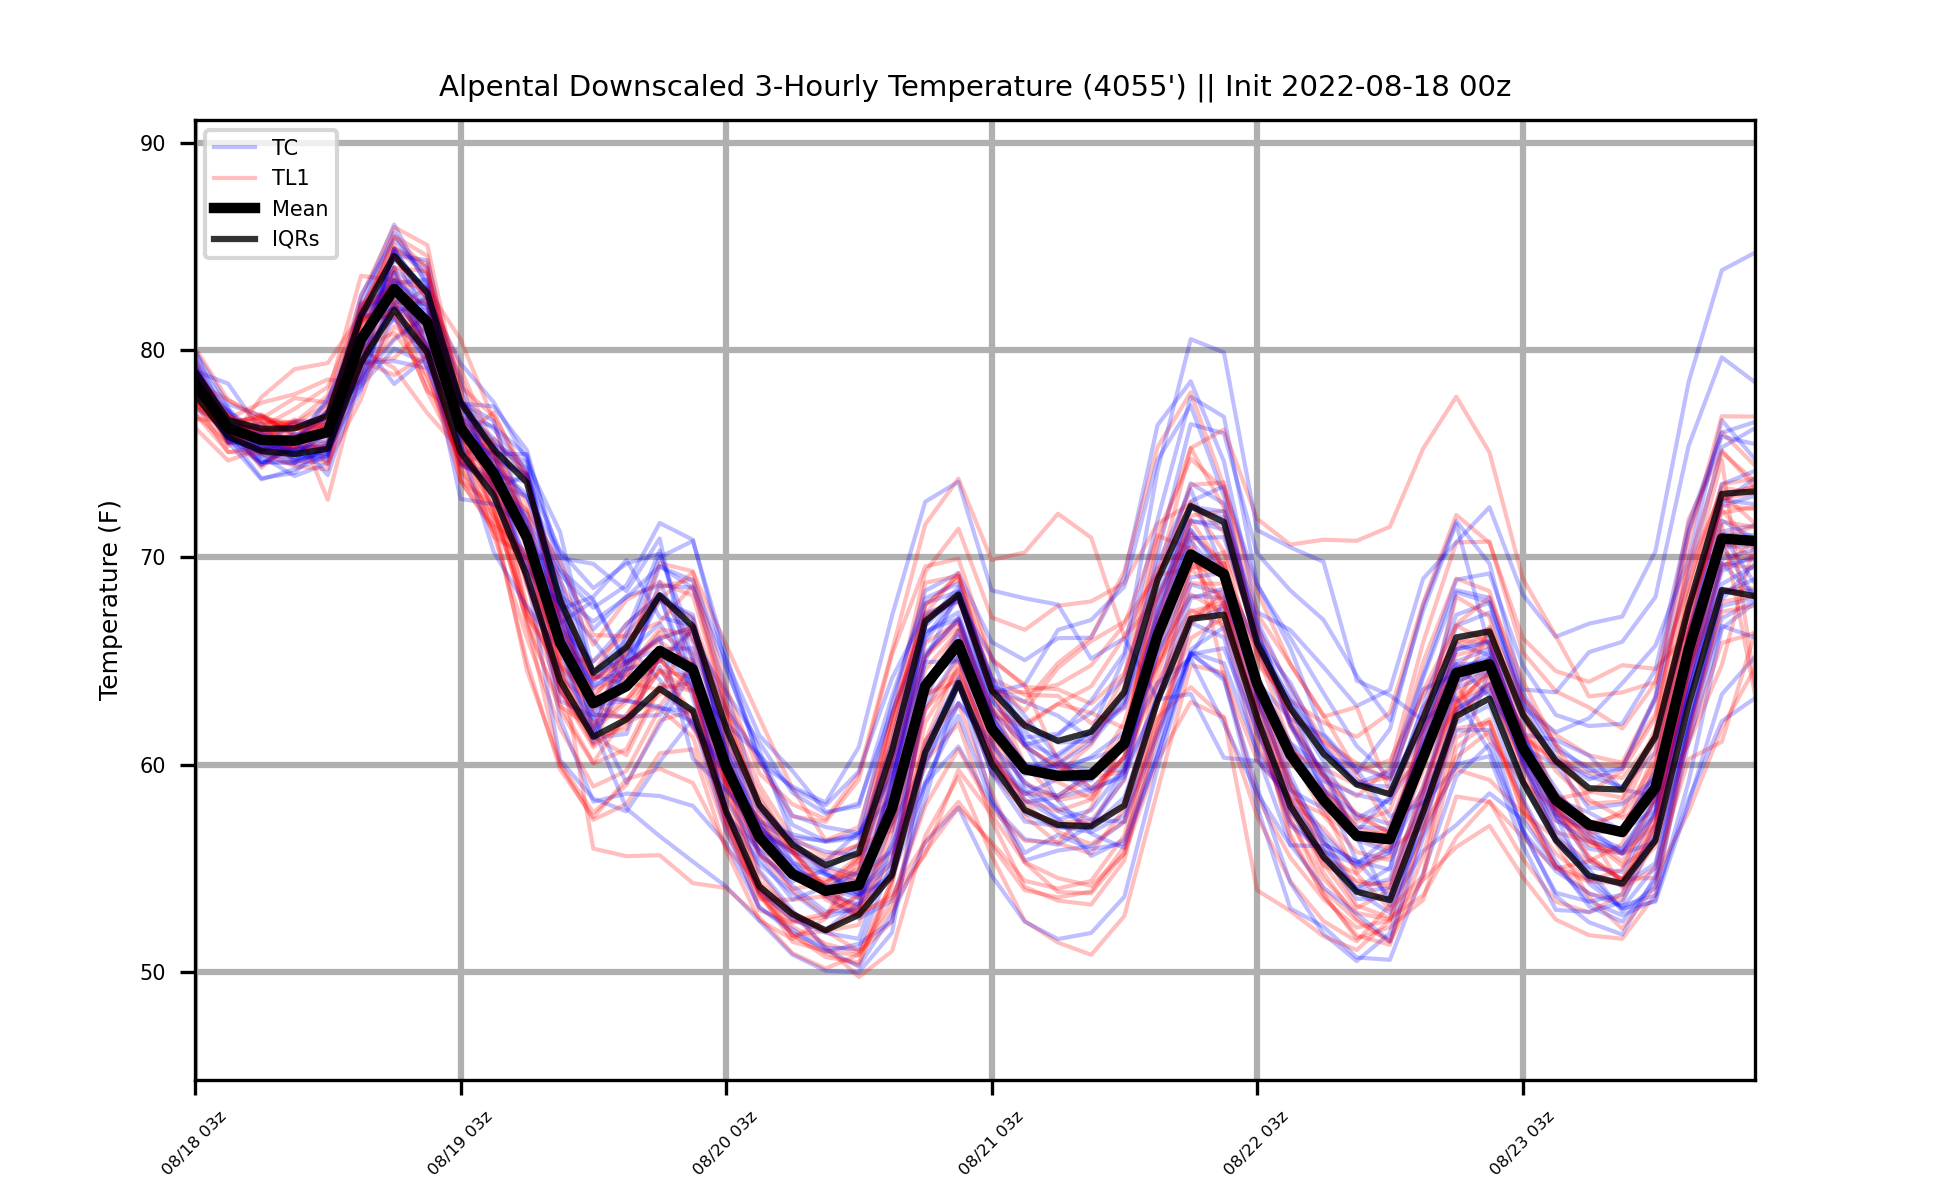 Alpental Downscaled 3-Hourly Temperature (4055') || Init 2022-08-18 00z
TC
TL1
Mean
IQRs
Temperature (F)
90
80
70
60
50
08/18 03z
08/19 03z
08/20 03z
08/21 03z
08/22 03z
08/23 03z